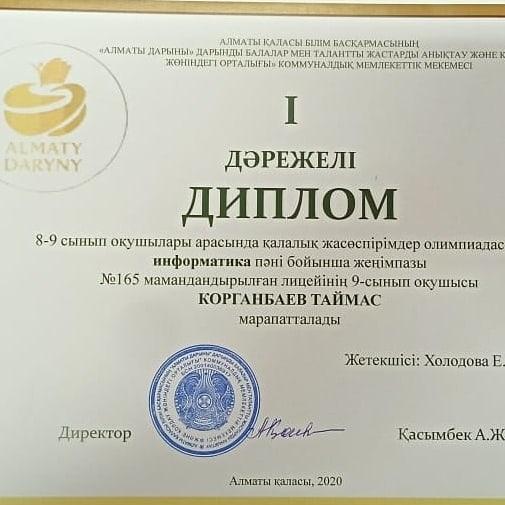 АЛМАТЫ ҚАЛАСЫ БІЛІМ БАСҚАРМАСЫНЫҢ
«АЛМАТЫ ДАРЫНЫ» ДАРЫНДЫ БАЛАЛАР МЕН ТАЛАНТТЫ ЖАСТАРДЫ АНЫҚТАУ ЖӘНЕ
ЖӨНІНДЕГІ ОРТАЛЫҒЫ» КОММУНАЛДЫҚ МЕМЛЕКЕТТІК МЕКЕМЕСІ
ALMATY
DARYNY
I
ДӘРЕЖЕЛІ
ДИПЛОМ
8-9 сынып оқушылары арасында қалалық жасөспірімдер олимпиадас
информатика пәні бойынша жеңімпазы
№165 мамандандырылған лицейінің 9-сынып оқушысы
КОРГАНБАЕВ ТАЙМАС
марапатталады
Жетекшісі: Холодова Е.
Директор
Қасымбек А.Ж
Алматы қаласы, 2020